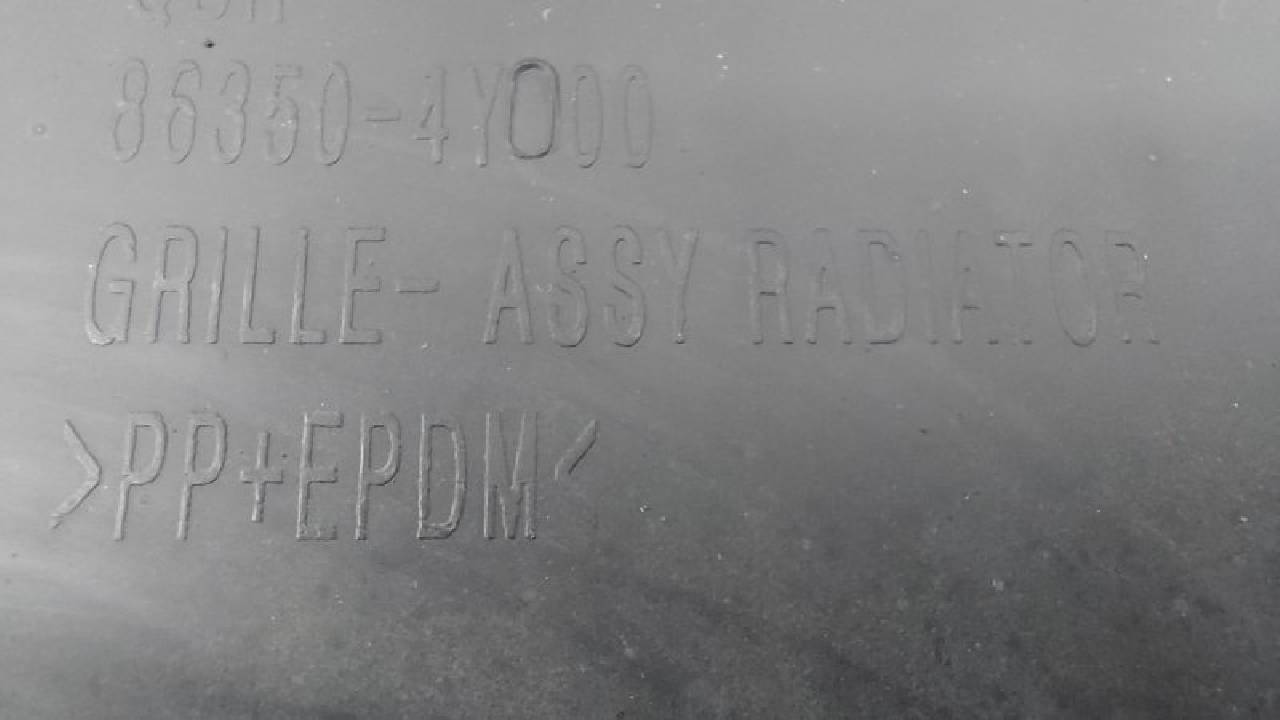 86350-4Y000
GRILLE- ASSY RADIATOR
>PP+EPDM<